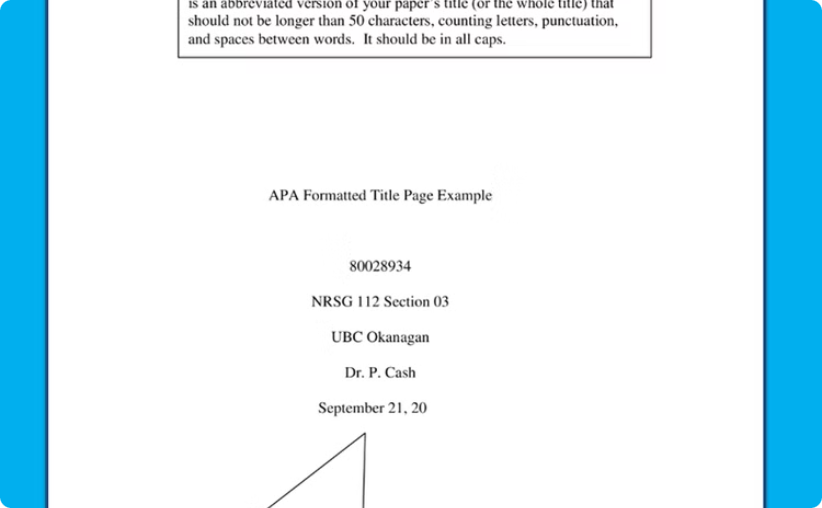 is an abbreviated version of your paper's title (or the whole title) that
should not be longer than 50 characters, counting letters, punctuation,
and spaces between words.  It should be in all caps.
APA Formatted Title Page Example
80028934
NRSG 112 Section 03
UBC Okanagan
Dr. P. Cash
September 21, 20